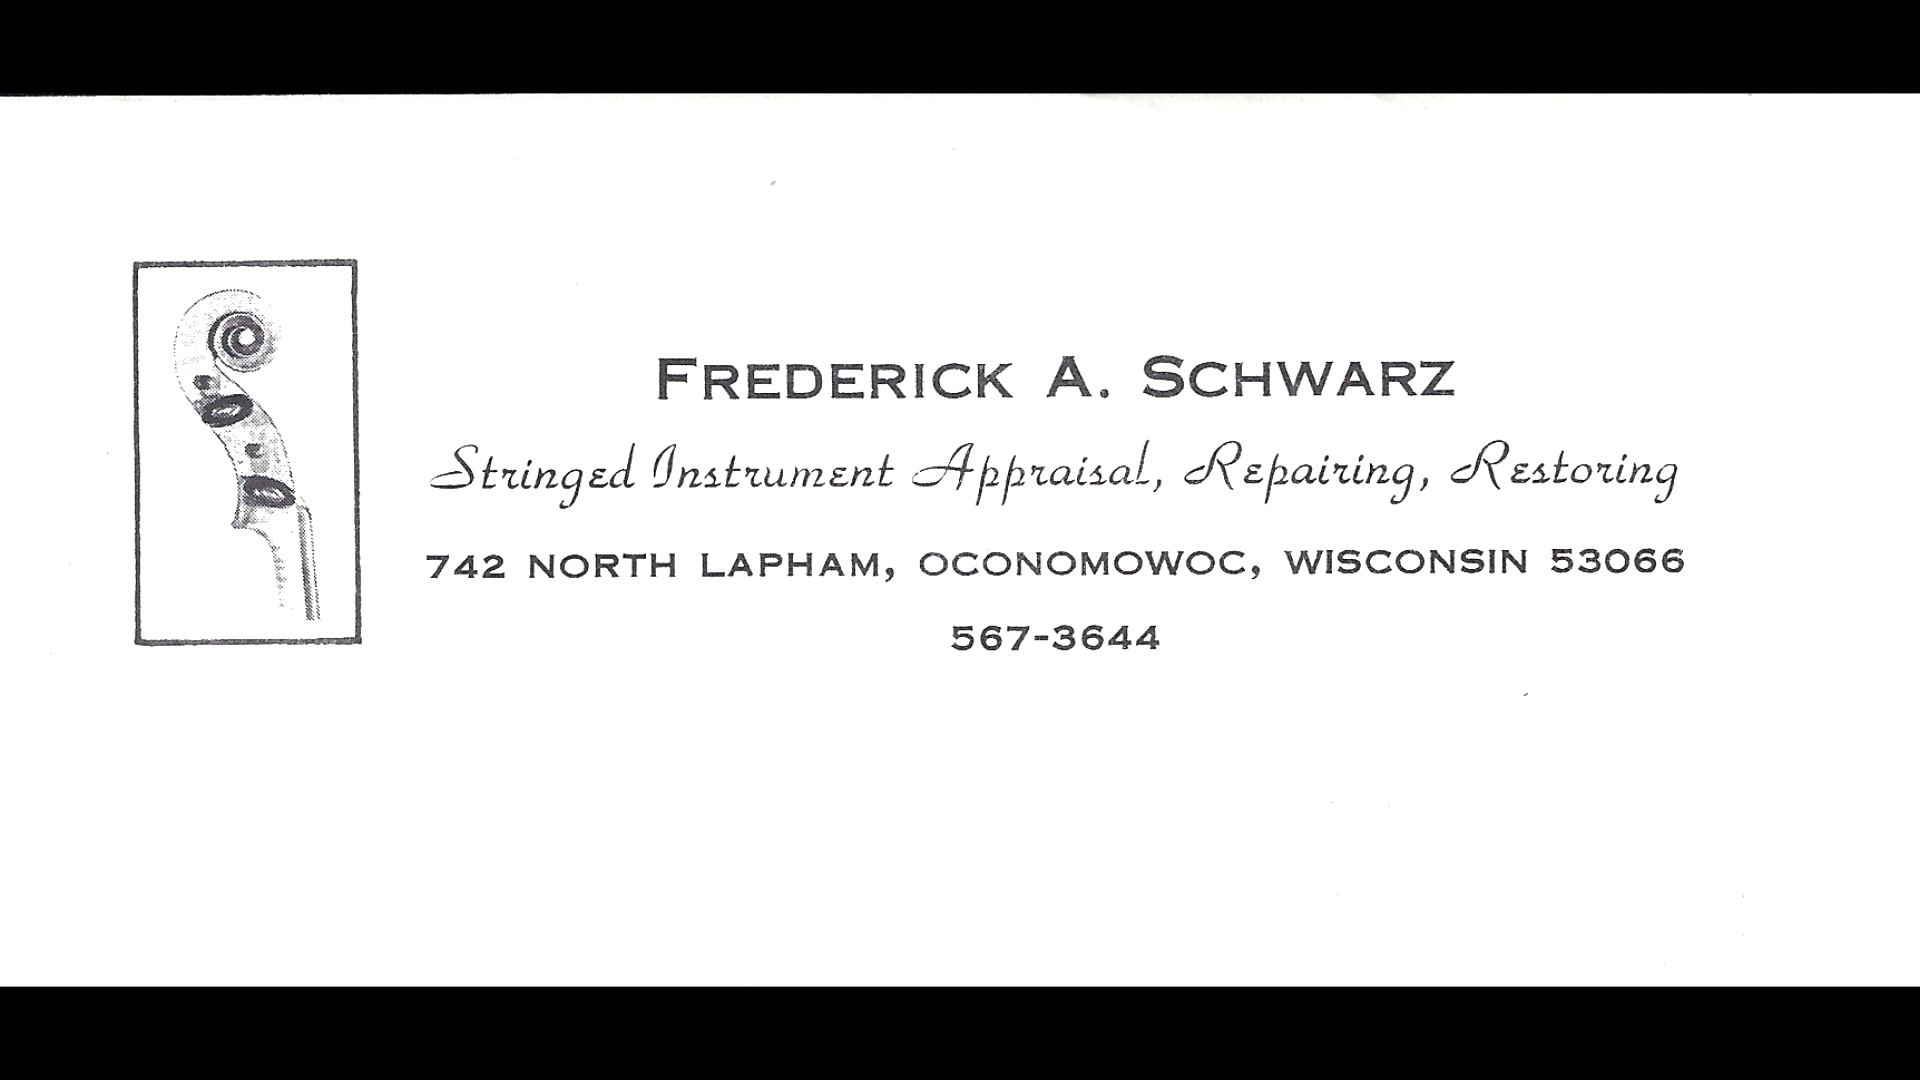 FREDERICK A. SCHWARZ
Stringed Instrument Appraisal, Repairing, Restoring
742 NORTH LAPHAM, OCONOMOWOC, WISCONSIN 53066
567-3644